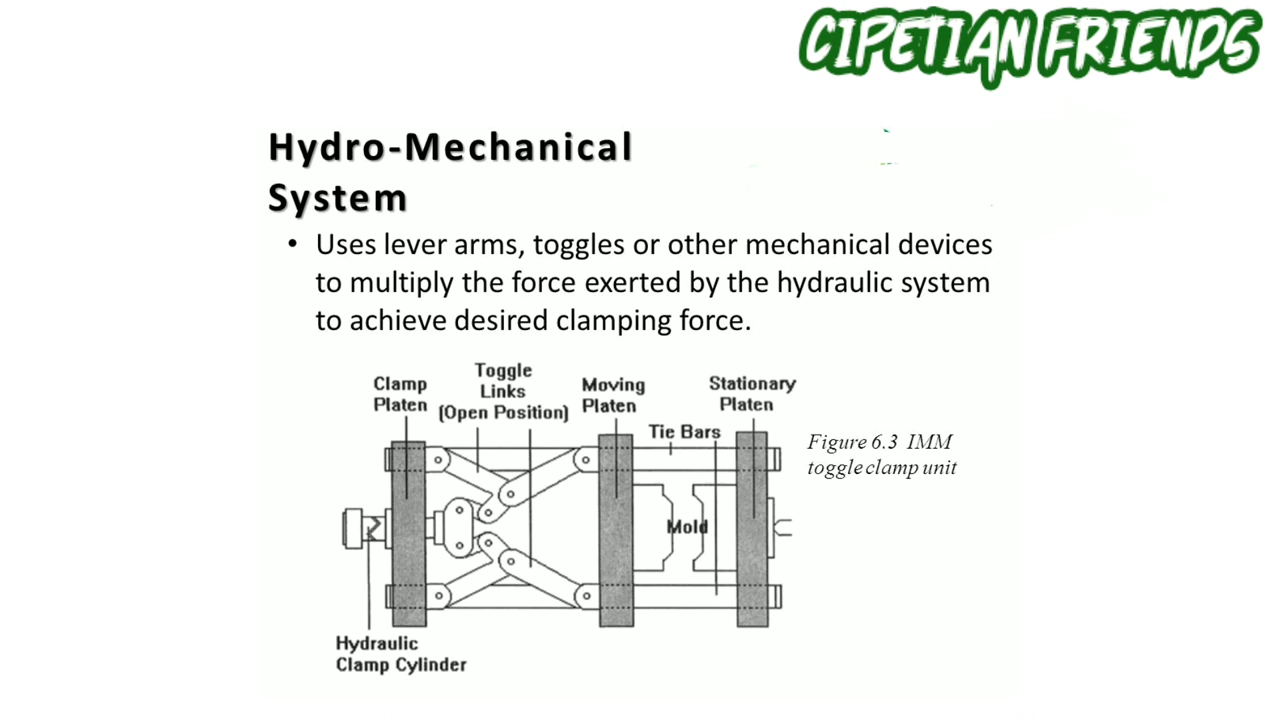 CIPETIAN FRIENDS
Hydro-Mechanical
System
• Uses lever arms, toggles or other mechanical devices
to multiply the force exerted by the hydraulic system
to achieve desired clamping force.
Clamp
Platen
Toggle
Links
(Open Position)
Moving
Platen
Stationary
Platen
Tie Bars
Figure 6.3 IMM
toggle clamp unit
Mold
Hydraulic
Clamp Cylinder